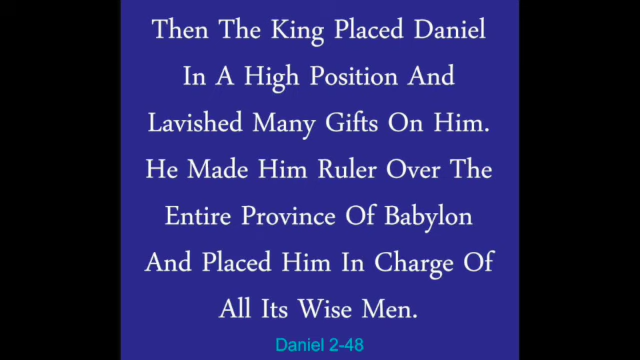 Then The King Placed Daniel
In A High Position And
Lavished Many Gifts On Him.
He Made Him Ruler Over The
Entire Province Of Babylon
And Placed Him In Charge Of
All Its Wise Men.
Daniel 2-48